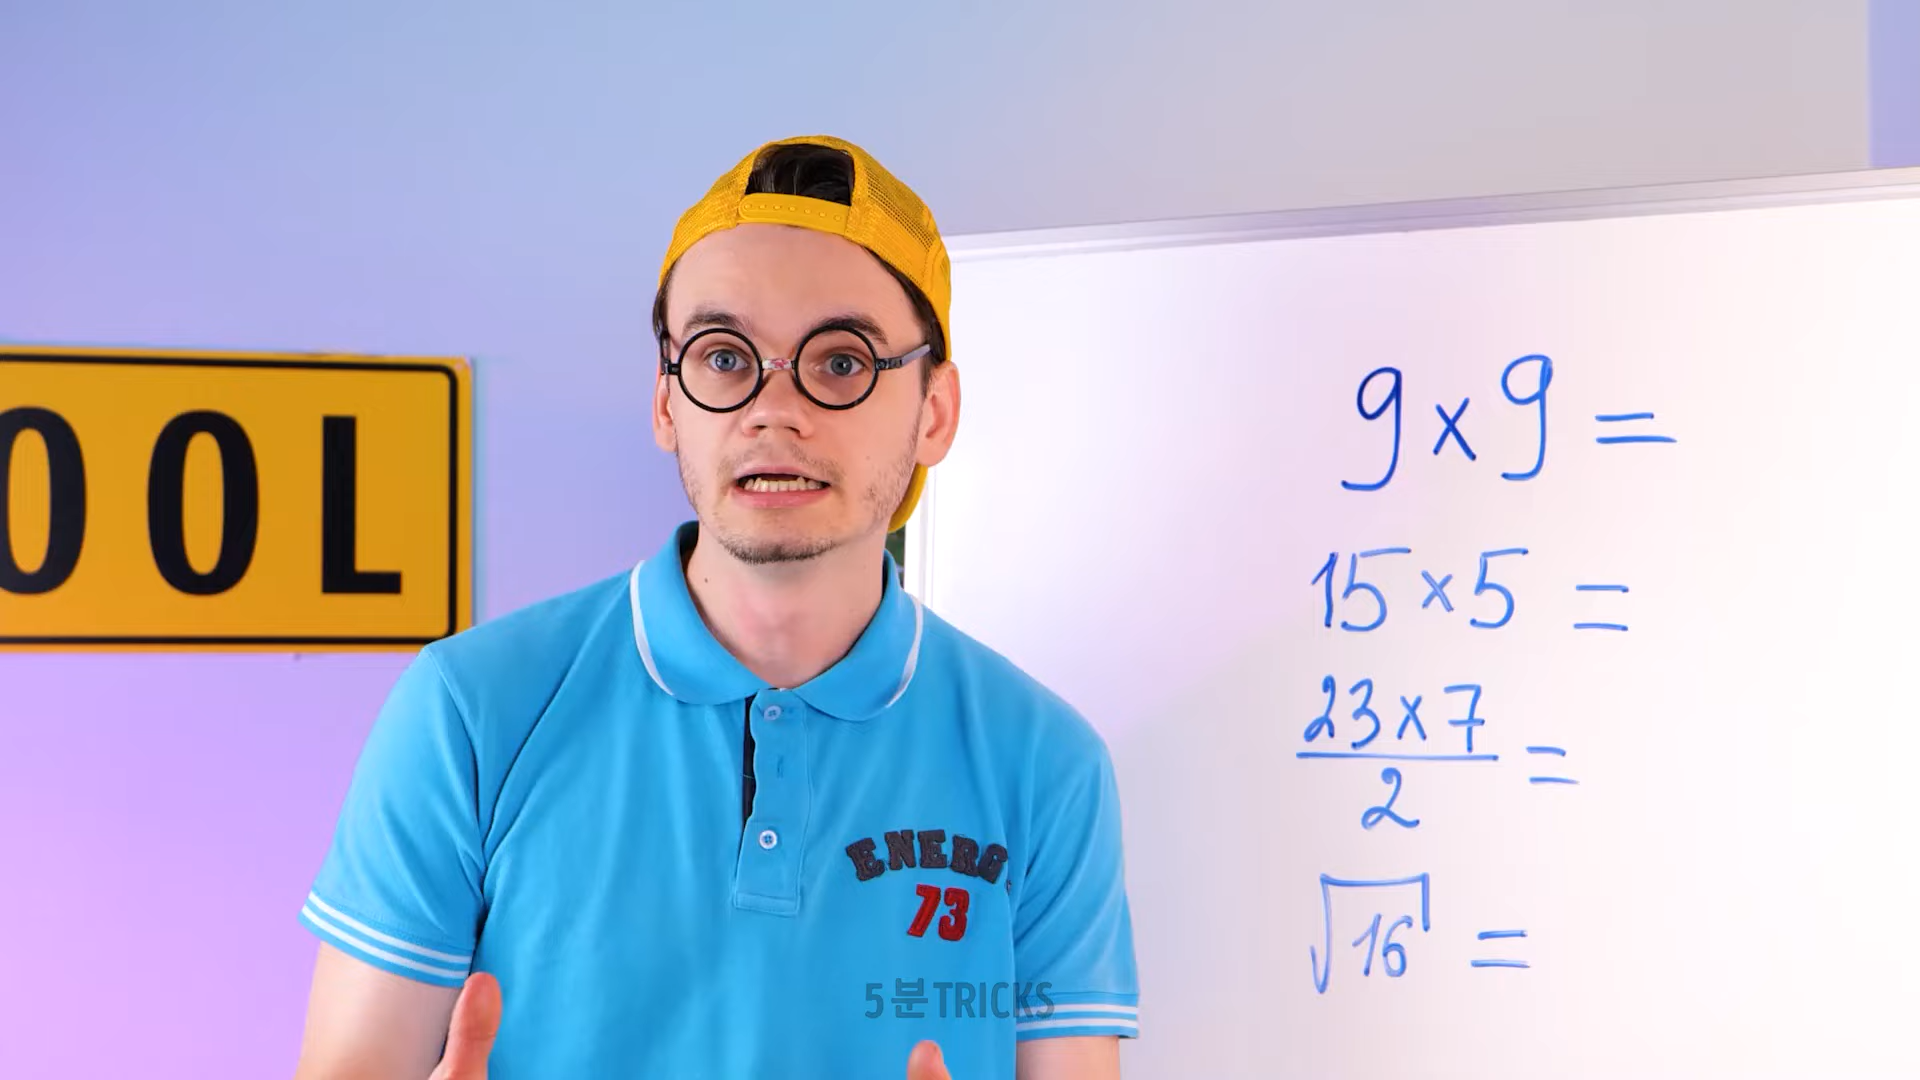 OOL
9 x 9 =
15 x 5 =
23 x 7
2
=
√16 =
ENERG
73
5분TRICKS